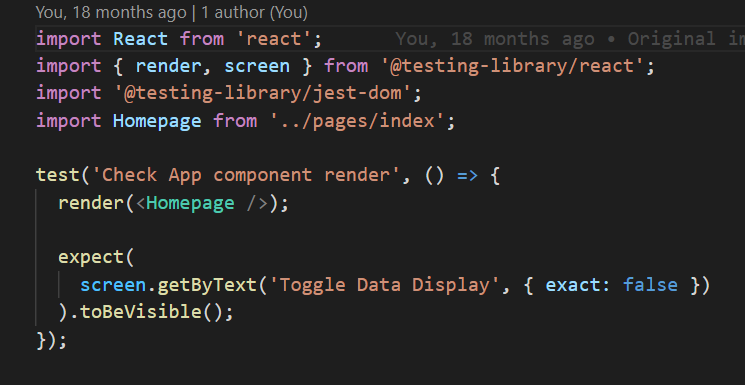 You, 18 months ago | 1 author (You)
import React from 'react';    You, 18 months ago • Original im
import { render, screen } from '@testing-library/react';
import '@testing-library/jest-dom';
import Homepage from '../pages/index';

test('Check App component render', () => {
  render(<Homepage />);

  expect(
    screen.getByText('Toggle Data Display', { exact: false })
  ).toBeVisible();
});